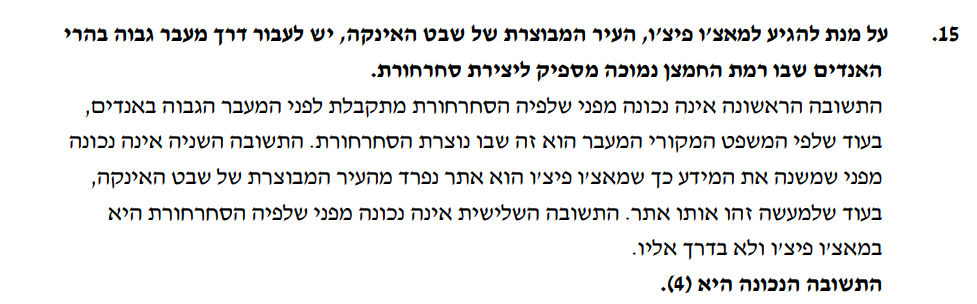 15. על מנת להגיע למאצ'ו פיצ'ו, העיר המבוצרת של שבט האינקה, יש לעבור דרך מעבר גבוה בהרי
האנדים שבו רמת החמצן נמוכה מספיק ליצירת סחרחורת.
התשובה הראשונה אינה נכונה מפני שלפיה הסחרחורת מתקבלת לפני המעבר הגבוה באנדים,
בעוד שלפי המשפט המקורי המעבר הוא זה שבו נוצרת הסחרחורת. התשובה השניה אינה נכונה
מפני שמשנה את המידע כך שמאצ'ו פיצ'ו הוא אתר נפרד מהעיר המבוצרת של שבט האינקה,
בעוד שלמעשה זהו אותו אתר. התשובה השלישית אינה נכונה מפני שלפיה הסחרחורת היא
במאצ'ו פיצ'ו ולא בדרך אליו.
התשובה הנכונה היא (4).